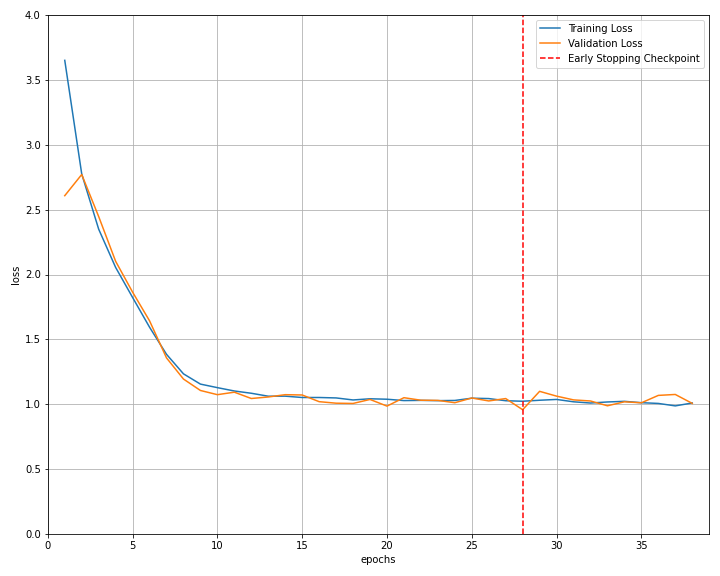 4.0
3.5
3.0
2.5
2.0
1.5
1.0
0.5
0.0
loss
Training Loss
Validation Loss
Early Stopping Checkpoint
0 5 10 15 20 25 30 35
epochs